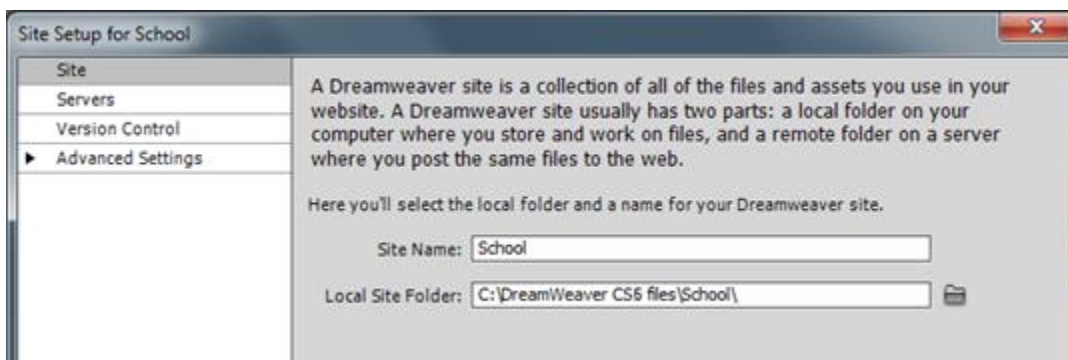 Site Setup for School
Site
Servers
Version Control
Advanced Settings
A Dreamweaver site is a collection of all of the files and assets you use in your
website. A Dreamweaver site usually has two parts: a local folder on your
computer where you store and work on files, and a remote folder on a server
where you post the same files to the web.
Here you'll select the local folder and a name for your Dreamweaver site.
Site Name: School
Local Site Folder: C:\DreamWeaver CS6 files\School\